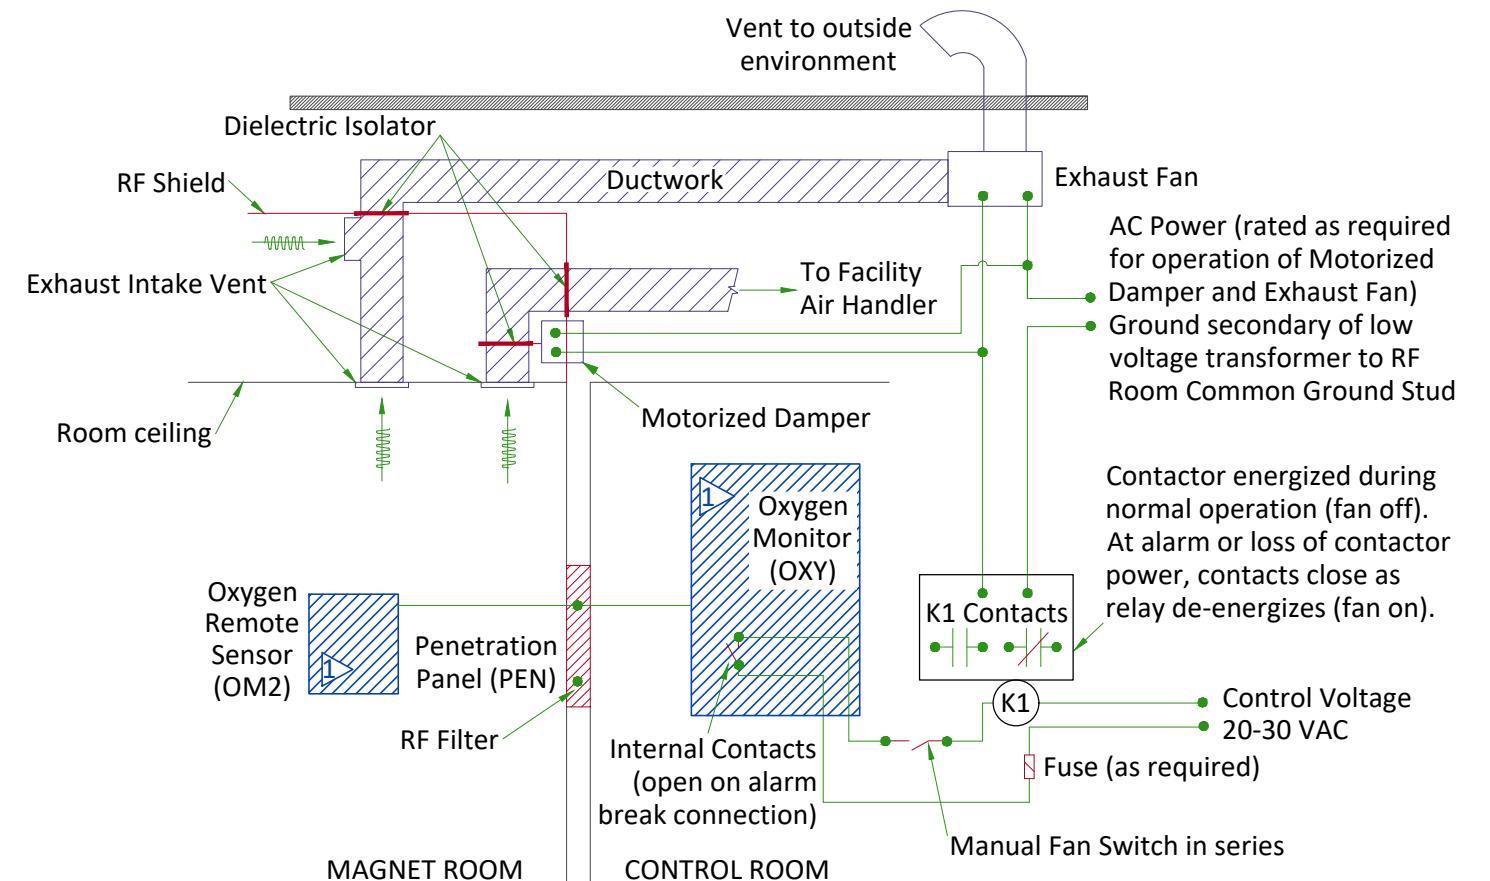 Vent to outside
environment
Dielectric Isolator
RF Shield
Ductwork
Exhaust Fan
AC Power (rated as required
for operation of Motorized
Damper and Exhaust Fan)
Ground secondary of low
voltage transformer to RF
Room Common Ground Stud
Exhaust Intake Vent
To Facility
Air Handler
Room ceiling
Motorized Damper
1
Oxygen
Monitor
(OXY)
Contactor energized during
normal operation (fan off).
At alarm or loss of contactor
power, contacts close as
relay de-energizes (fan on).
Oxygen
Remote
Sensor
(OM2)
1
Penetration
Panel (PEN)
K1 Contacts
K1
Control Voltage
20-30 VAC
RF Filter
Internal Contacts
(open on alarm
break connection)
Fuse (as required)
Manual Fan Switch in series
MAGNET ROOM
CONTROL ROOM